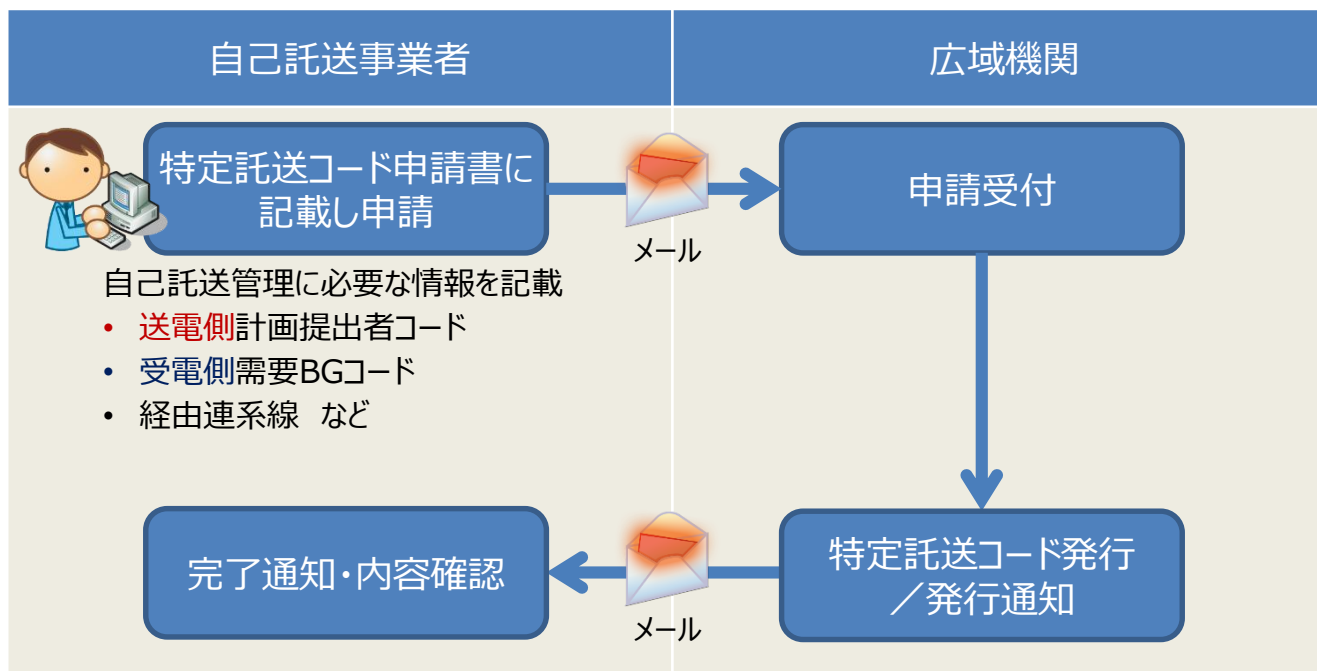 自己託送事業者
広域機関
特定託送コード申請書に
記載し申請
メール
申請受付
自己託送管理に必要な情報を記載
• 送電側計画提出者コード
• 受電側需要BGコード
• 経由連系線 など
特定託送コード発行
／発行通知
メール
完了通知・内容確認